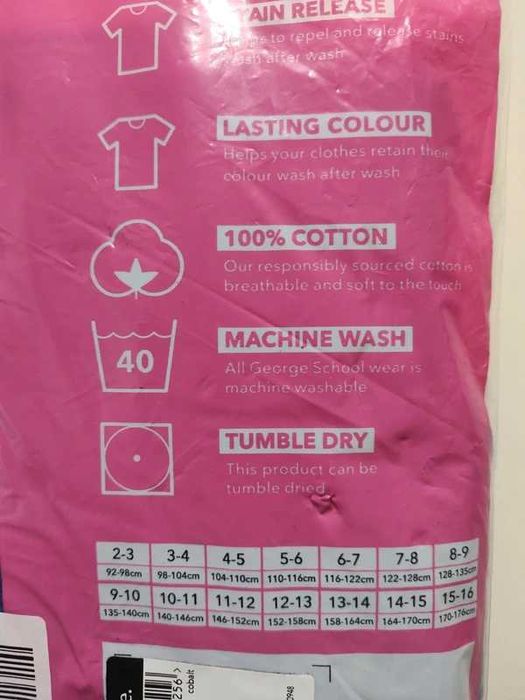 RELEASE
to repel and release stains
after wash
LASTING COLOUR
Helps your clothes retain their
colour wash after wash
100% COTTON
Our responsibly sourced cotton is
breathable and soft to the touch
40
MACHINE WASH
All George School wear is
machine washable
TUMBLE DRY
This product can be
tumble dried
2-3 3-4 4-5 5-6 6-7 7-8 8-9
92-98cm 98-104cm 104-110cm 110-116cm 116-122cm 122-128cm 128-135cm
9-10 10-11 11-12 12-13 13-14 14-15 15-16
135-140cm 140-146cm 146-152cm 152-158cm 158-164cm 164-170cm 170-176cm
e.
256 >
cobalt
2948